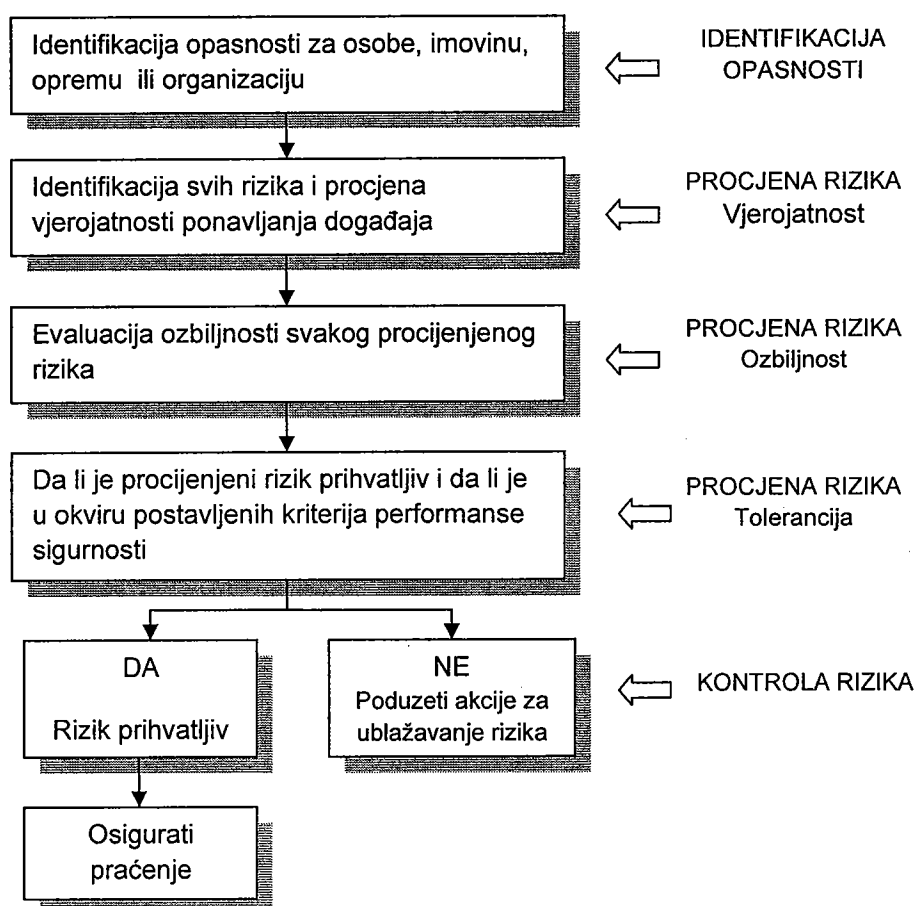 Identifikacija opasnosti za osobe, imovinu,
opremu ili organizaciju
IDENTIFIKACIJA
OPASNOSTI
Identifikacija svih rizika i procjena
vjerojatnosti ponavljanja događaja
PROCJENA RIZIKA
Vjerojatnost
Evaluacija ozbiljnosti svakog procijenjenog
rizika
PROCJENA RIZIKA
Ozbiljnost
Da li je procijenjeni rizik prihvatljiv i da li je
u okviru postavljenih kriterija performanse
sigurnosti
PROCJENA RIZIKA
Tolerancija
DA
Rizik prihvatljiv
NE
Poduzeti akcije za
ublažavanje rizika
KONTROLA RIZIKA
Osigurati
praćenje